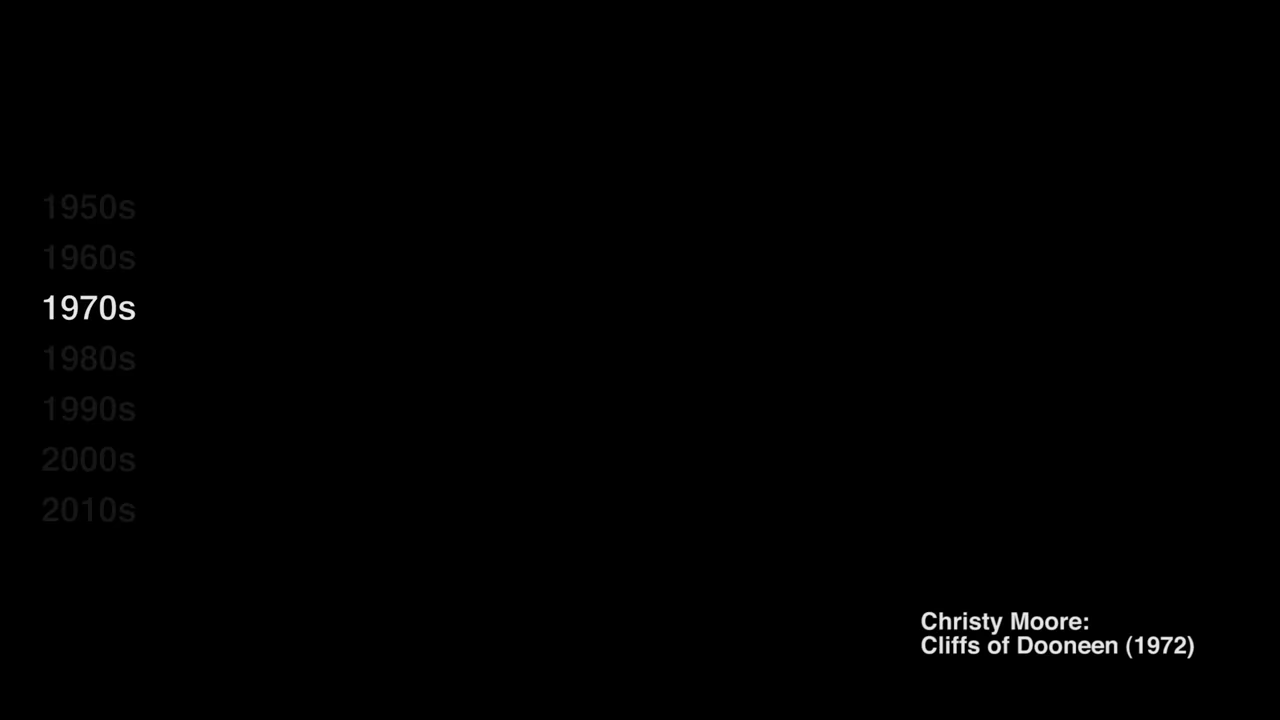 1950s
1960s
1970s
1980s
1990s
2000s
2010s
Christy Moore:
Cliffs of Dooneen (1972)